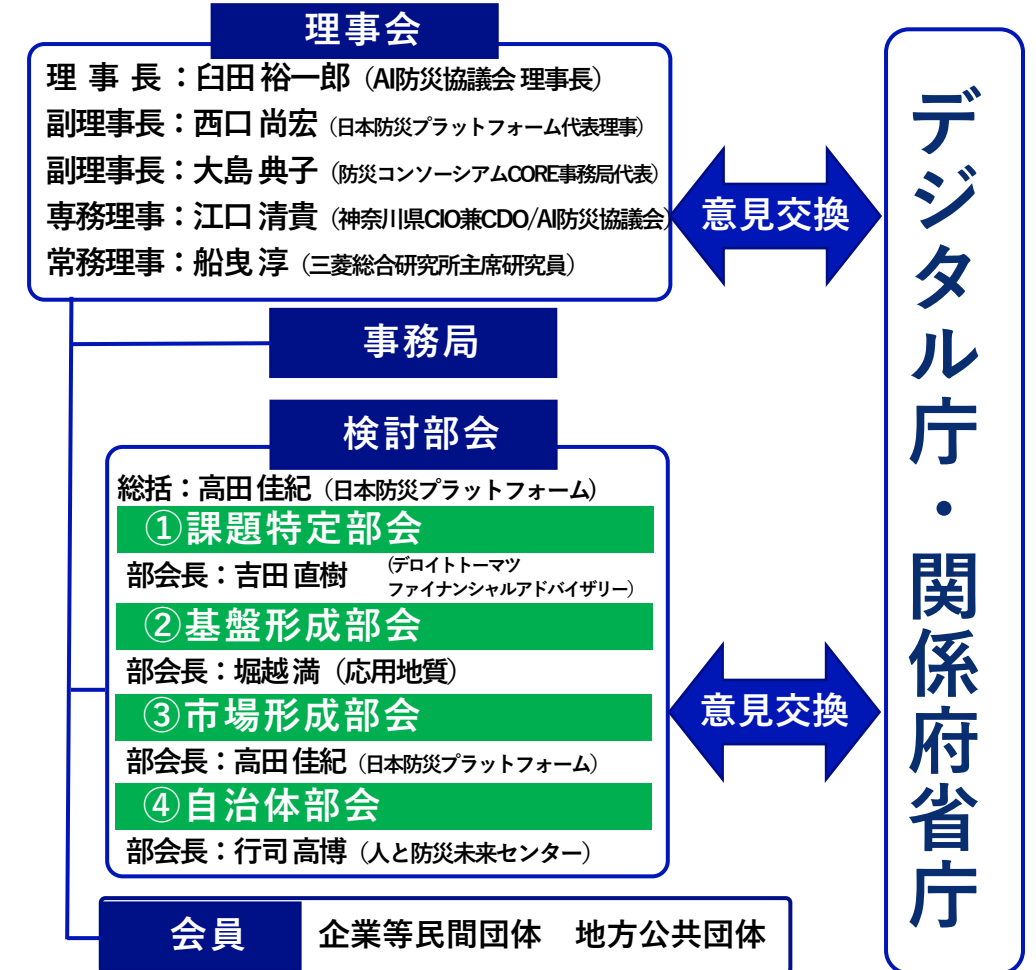 理事会
理 事 長 ：臼田 裕一郎（AI防災協議会 理事長）
副理事長：西口 尚宏（日本防災プラットフォーム代表理事）
副理事長：大島 典子（防災コンソーシアムCORE事務局代表）
専務理事：江口 清貴（神奈川県CIO兼CDO/AI防災協議会）
常務理事：船曵 淳（三菱総合研究所主席研究員）
意見交換
事務局
検討部会
総括：高田 佳紀（日本防災プラットフォーム）
①課題特定部会
部会長：吉田 直樹
（デロイトトーマツ
ファイナンシャルアドバイザリー）
②基盤形成部会
部会長：堀越 満（応用地質）
③市場形成部会
部会長：高田 佳紀（日本防災プラットフォーム）
④自治体部会
部会長：行司 高博（人と防災未来センター）
意見交換
会員
企業等民間団体　地方公共団体
デジタル庁・関係府省庁